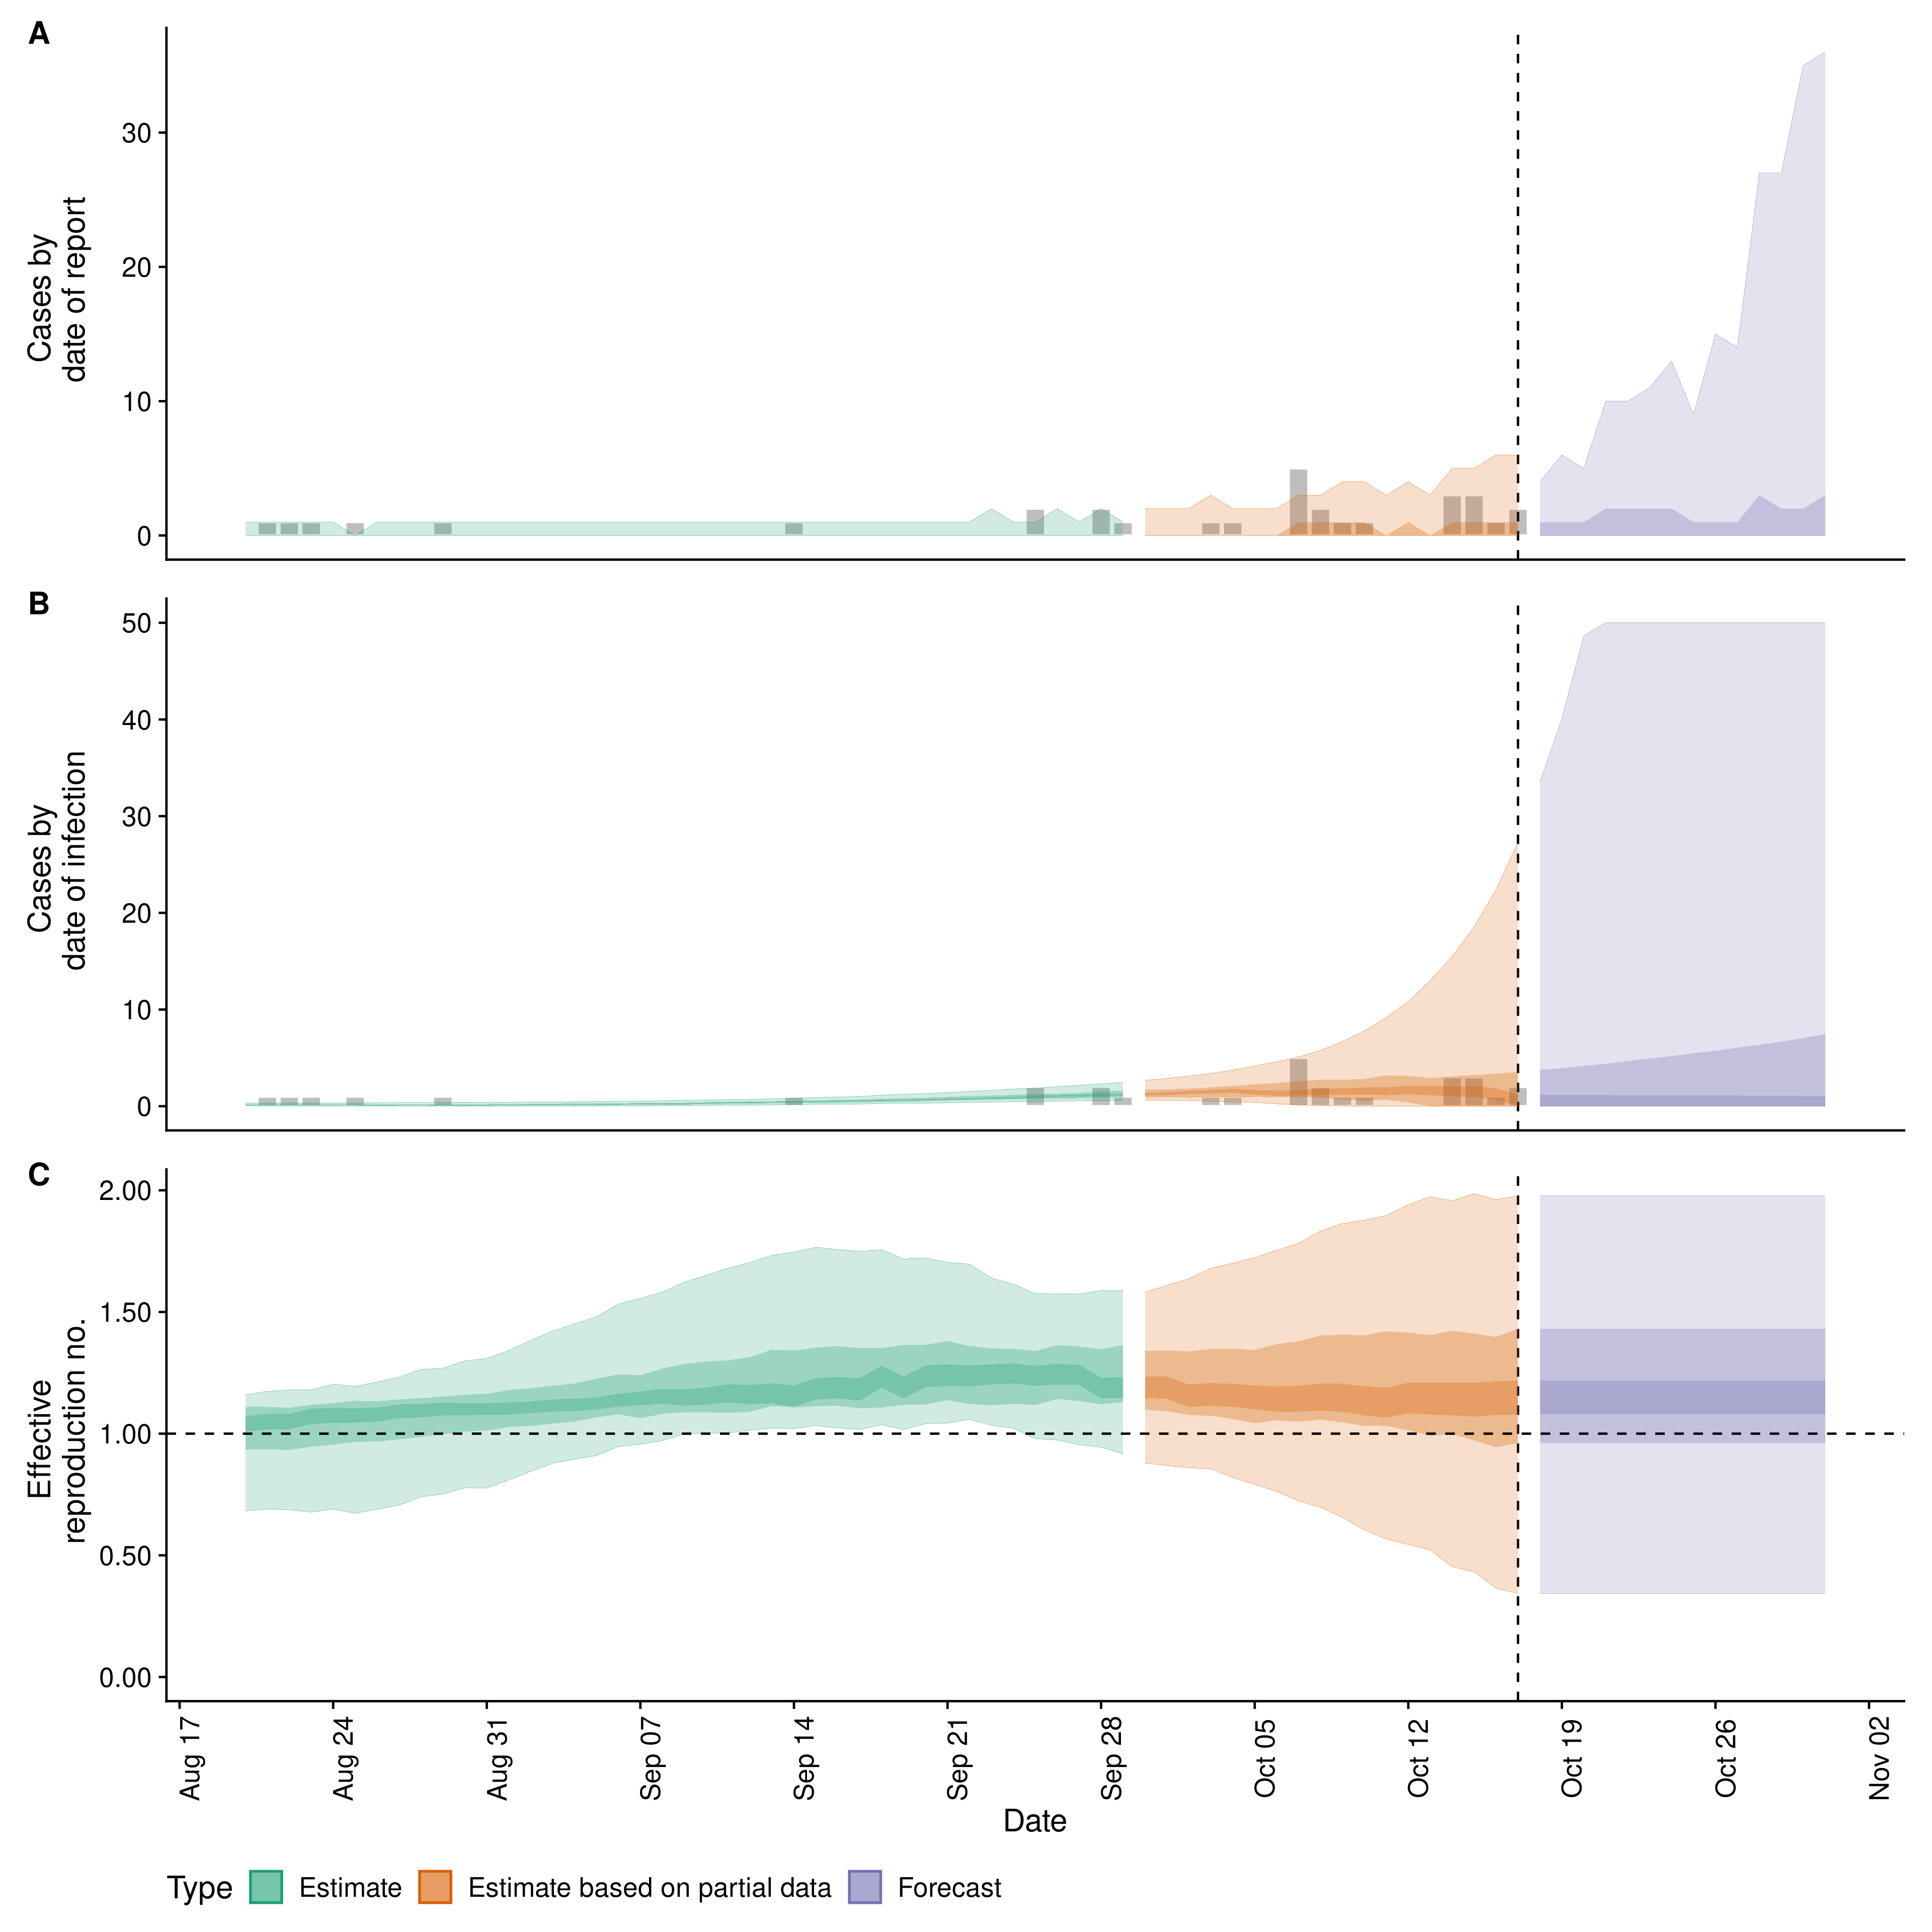 A
Cases by
date of report
30
20
10
0
B
Cases by
date of infection
50
40
30
20
10
0
C
Effective
reproduction no.
2.00
1.50
1.00
0.50
0.00
Aug 17
Aug 24
Aug 31
Sep 07
Sep 14
Sep 21
Sep 28
Oct 05
Oct 12
Oct 19
Oct 26
Nov 02
Date
Type Estimate Estimate based on partial data Forecast